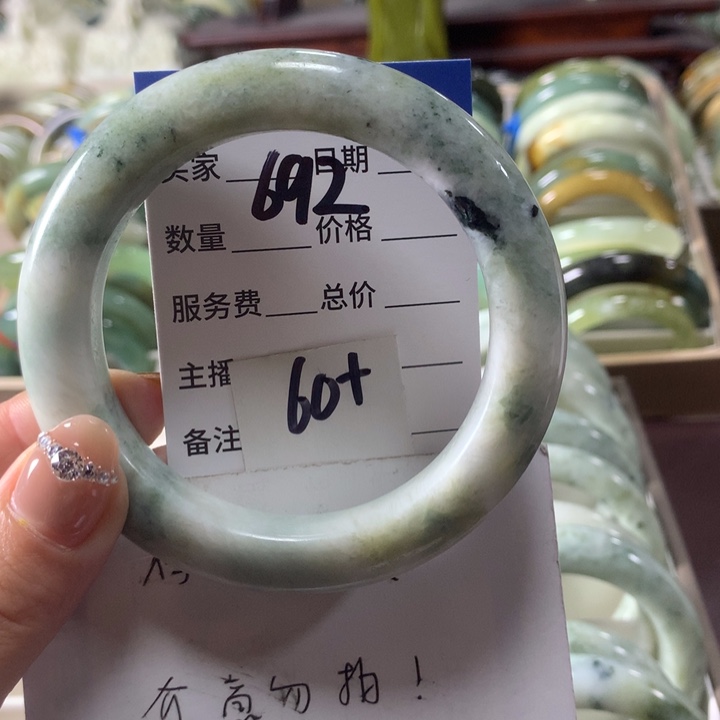 买家 692 日期
数量 价格
服务费 总价
主播
60+
备注
勿拍！